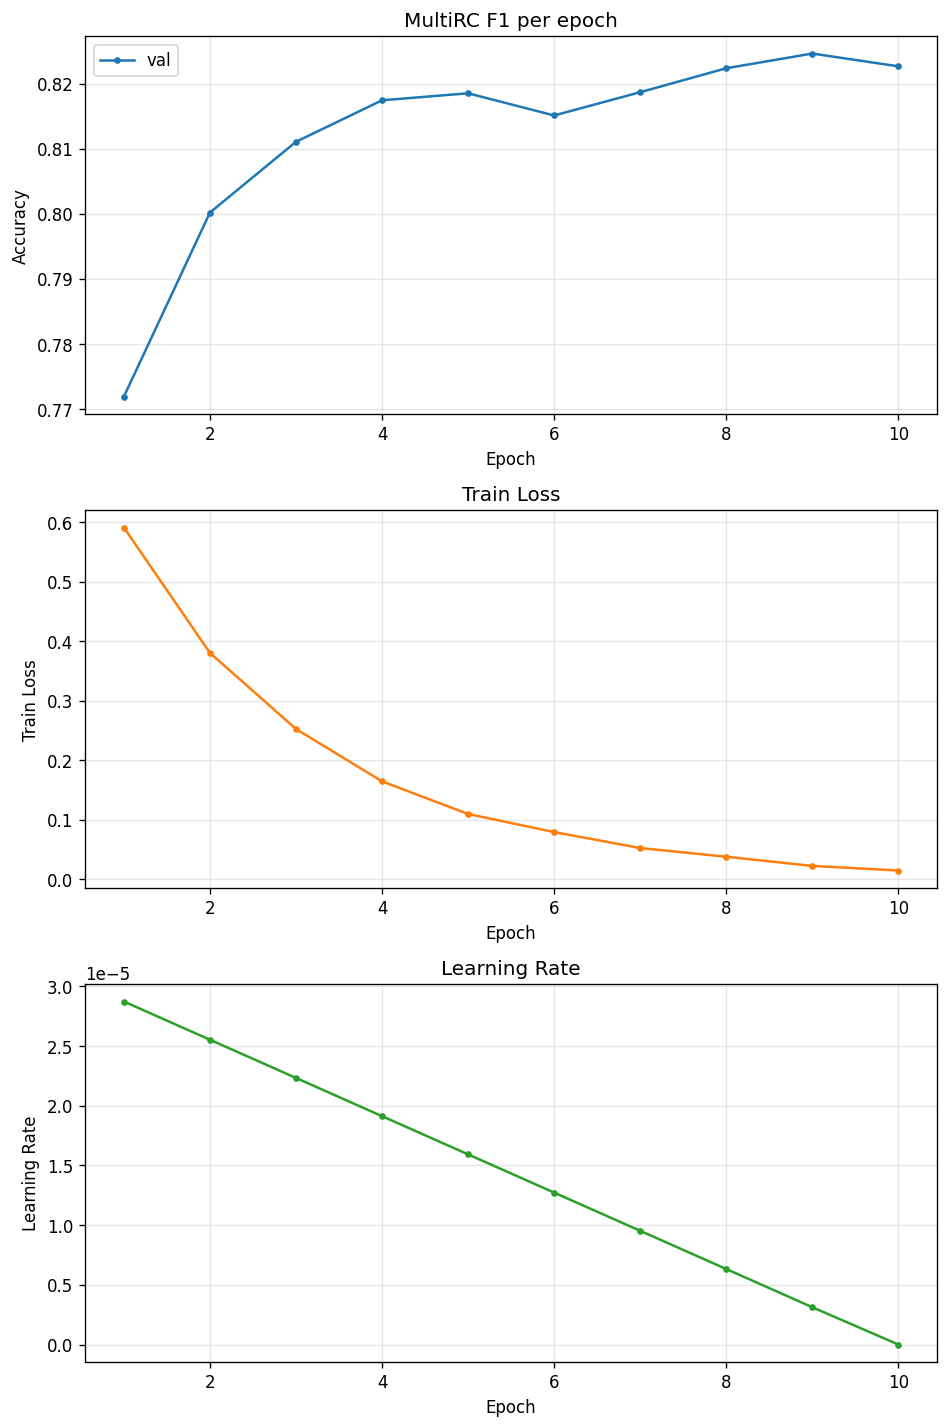 MultiRC F1 per epoch
val
Accuracy
0.82
0.81
0.80
0.79
0.78
0.77
2 4 6 8 10
Epoch
Train Loss
Train Loss
0.6
0.5
0.4
0.3
0.2
0.1
0.0
2 4 6 8 10
Epoch
Learning Rate
1e−5
Learning Rate
3.0
2.5
2.0
1.5
1.0
0.5
0.0
2 4 6 8 10
Epoch